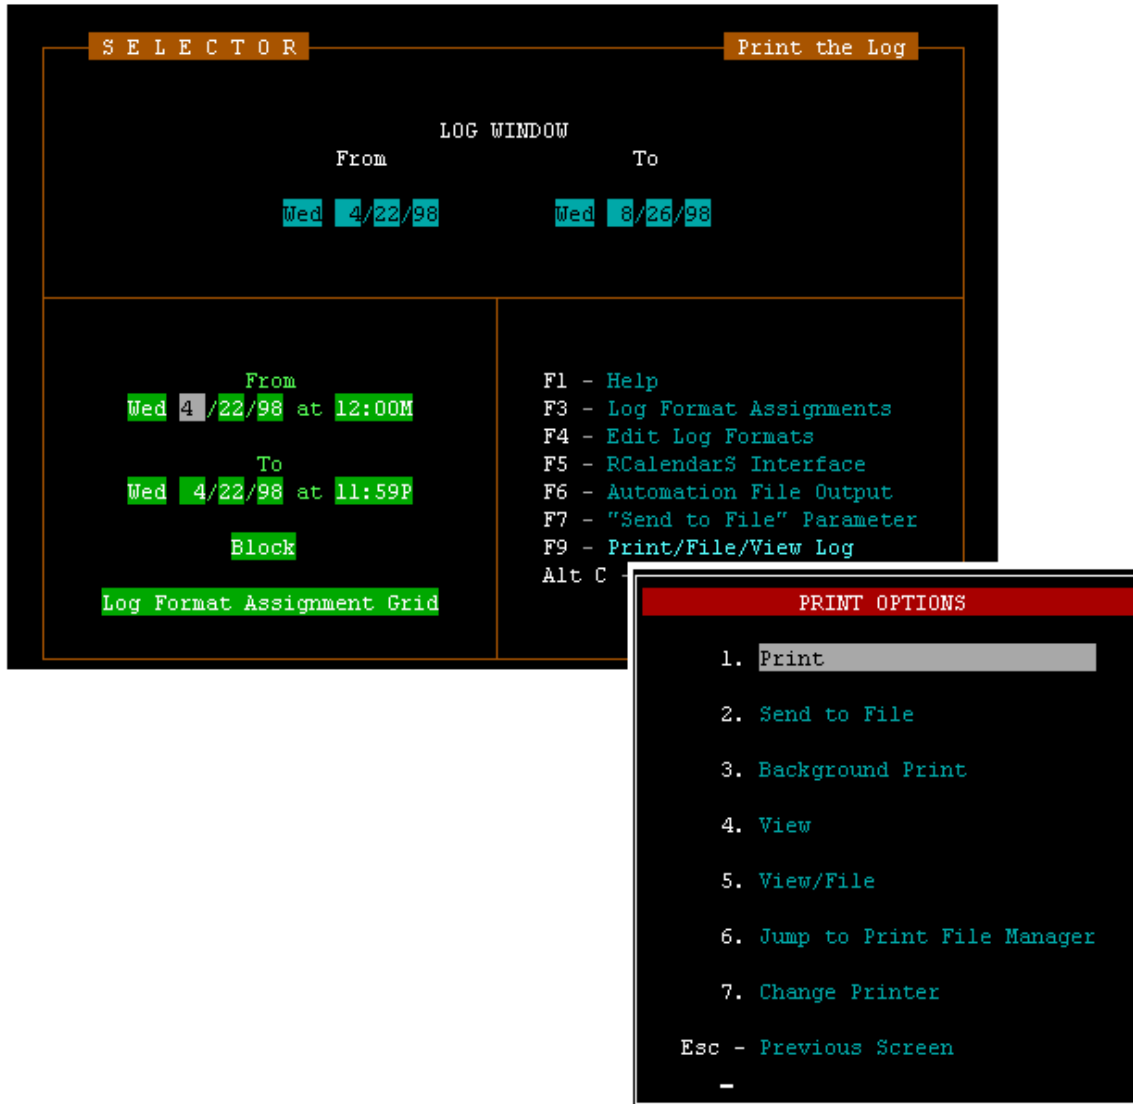 S E L E C T O R
Print the Log
LOG WINDOW
From To
Wed 4/22/98 Wed 8/26/98
From
Wed 4 /22/98 at 12:00M
To
Wed 4/22/98 at 11:59P
Block
Log Format Assignment Grid
F1 - Help
F3 - Log Format Assignments
F4 - Edit Log Formats
F5 - RCalendarS Interface
F6 - Automation File Output
F7 - "Send to File" Parameter
F9 - Print/File/View Log
Alt C -
PRINT OPTIONS
1. Print
2. Send to File
3. Background Print
4. View
5. View/File
6. Jump to Print File Manager
7. Change Printer
Esc - Previous Screen